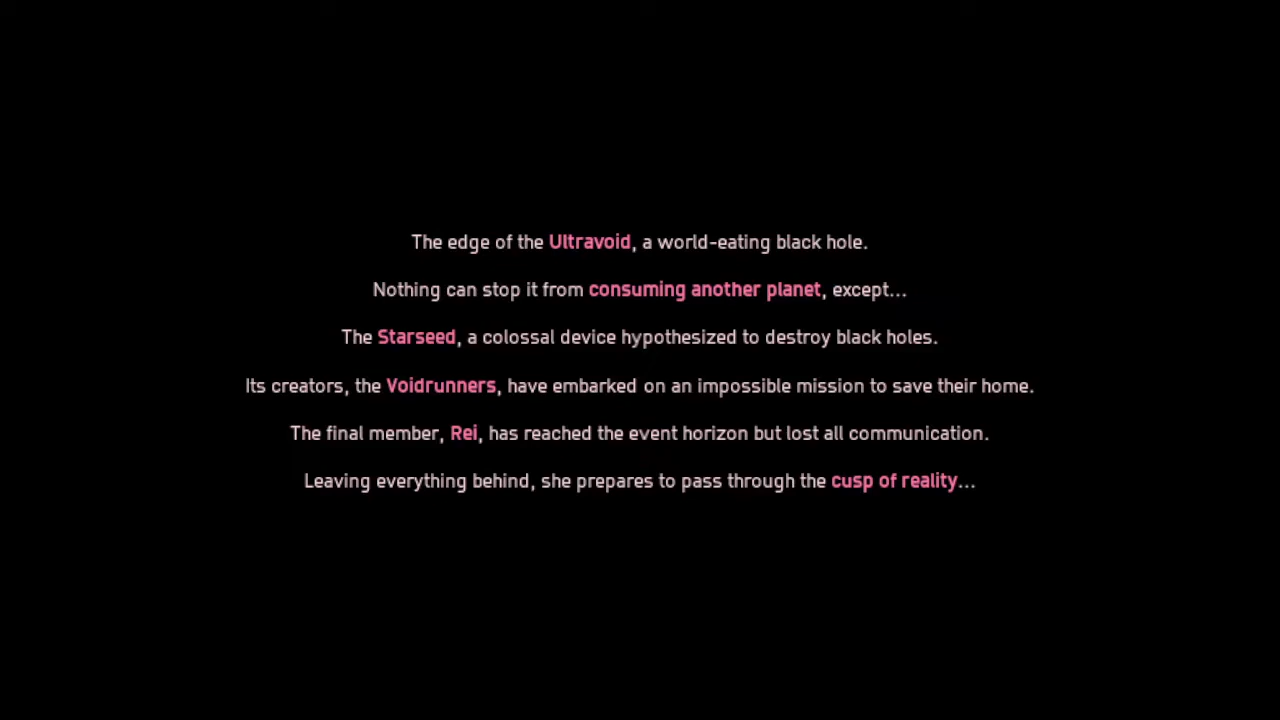 The edge of the Ultravoid, a world-eating black hole.
Nothing can stop it from consuming another planet, except...
The Starseed, a colossal device hypothesized to destroy black holes.
Its creators, the Voidrunners, have embarked on an impossible mission to save their home.
The final member, Rei, has reached the event horizon but lost all communication.
Leaving everything behind, she prepares to pass through the cusp of reality...